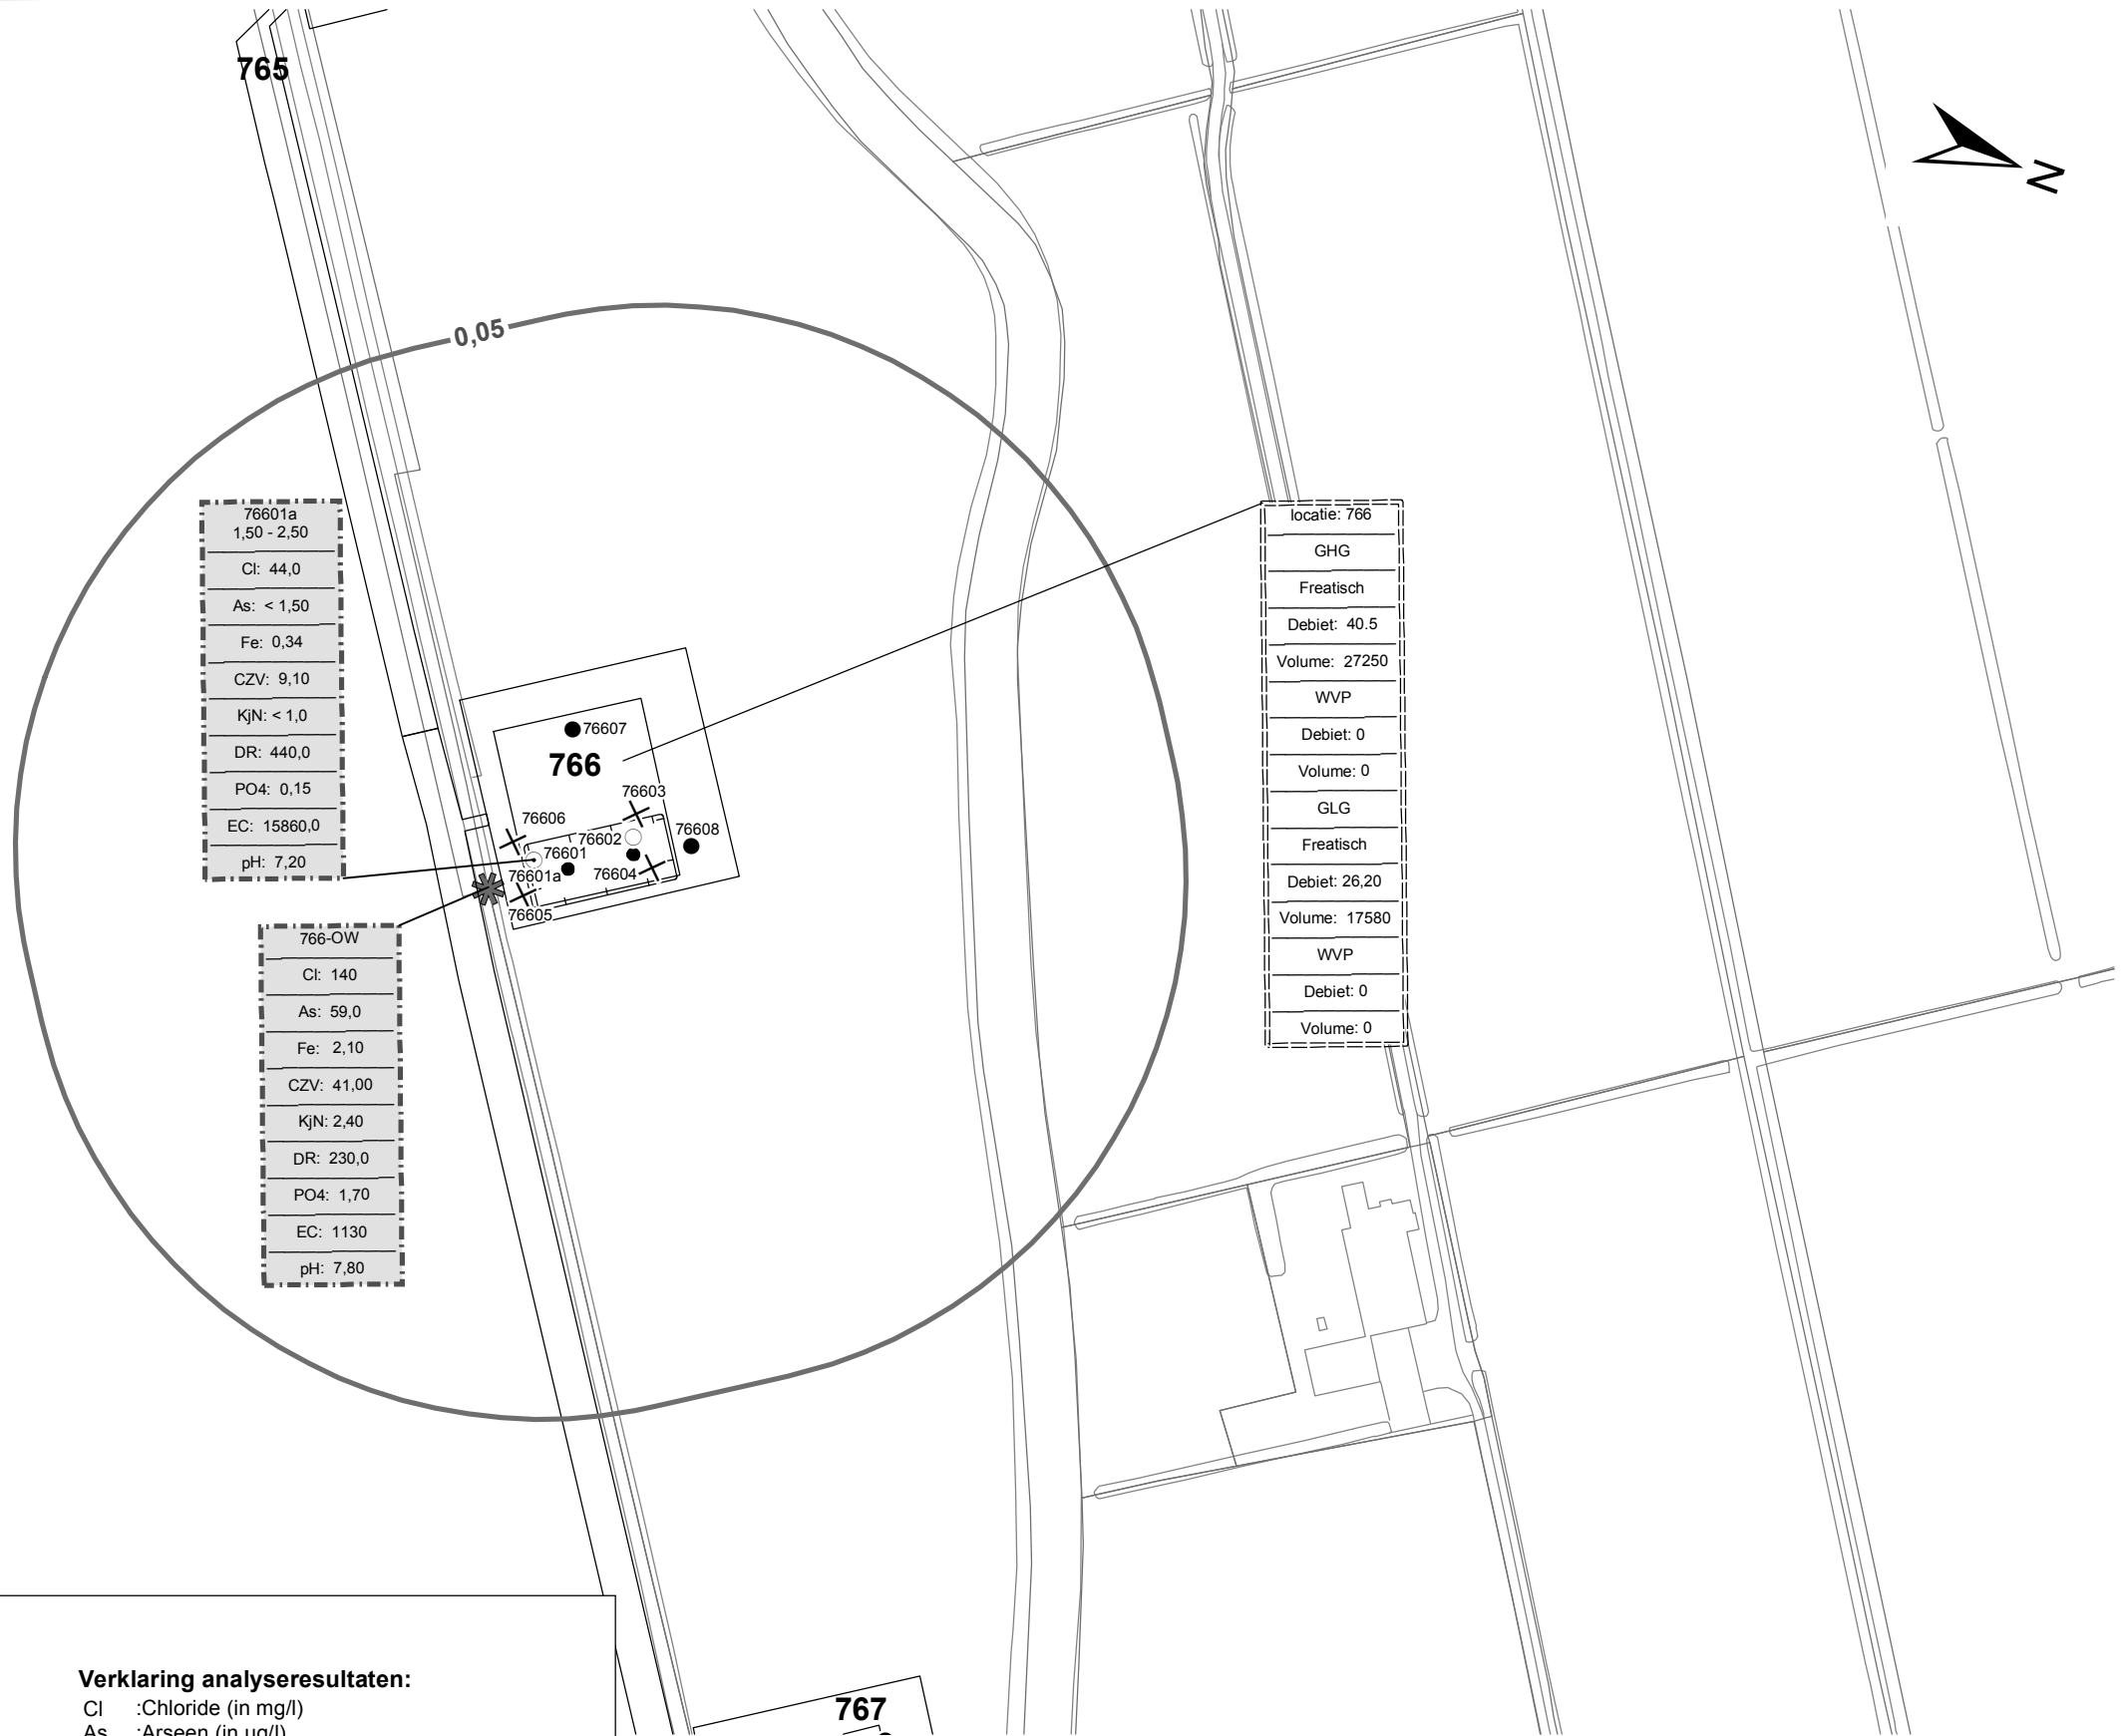 765
N
0,05
76601a
1,50 - 2,50
Cl: 44,0
As: < 1,50
Fe: 0,34
CZV: 9,10
KjN: < 1,0
DR: 440,0
PO4: 0,15
EC: 15860,0
pH: 7,20
766-OW
Cl: 140
As: 59,0
Fe: 2,10
CZV: 41,00
KjN: 2,40
DR: 230,0
PO4: 1,70
EC: 1130
pH: 7,80
76607
766
76603
76606
76602
76608
76601
76601a
76604
76605
locatie: 766
GHG
Freatisch
Debiet: 40.5
Volume: 27250
WVP
Debiet: 0
Volume: 0
GLG
Freatisch
Debiet: 26,20
Volume: 17580
WVP
Debiet: 0
Volume: 0
767
Verklaring analyseresultaten:
Cl :Chloride (in mg/l)
As :Arseen (in ug/l)